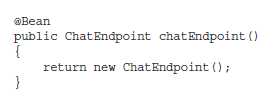 @Bean
public ChatEndpoint chatEndpoint()
{
    return new ChatEndpoint();
}